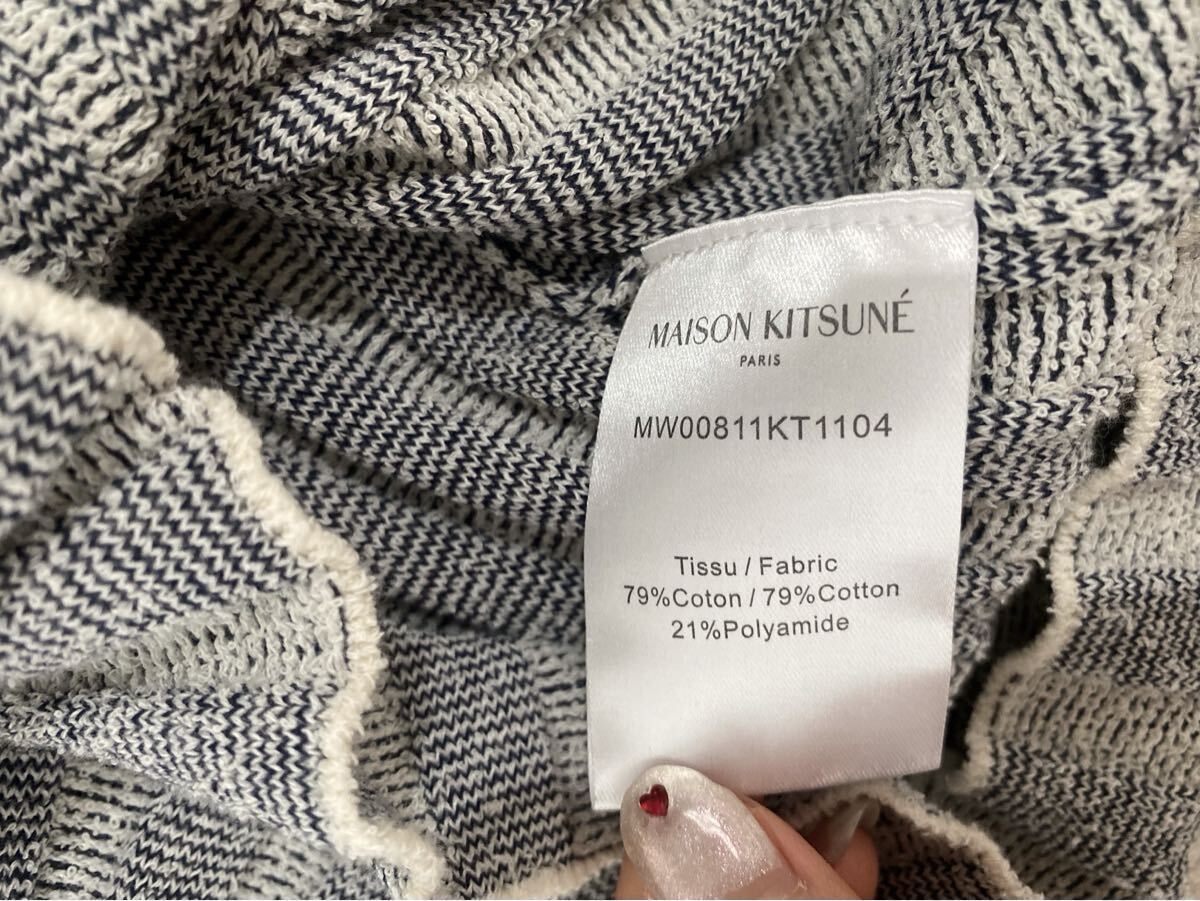 MAISON KITSUNÉ
PARIS
MW00811KT1104
Tissu / Fabric
79%Coton / 79%Cotton
21%Polyamide